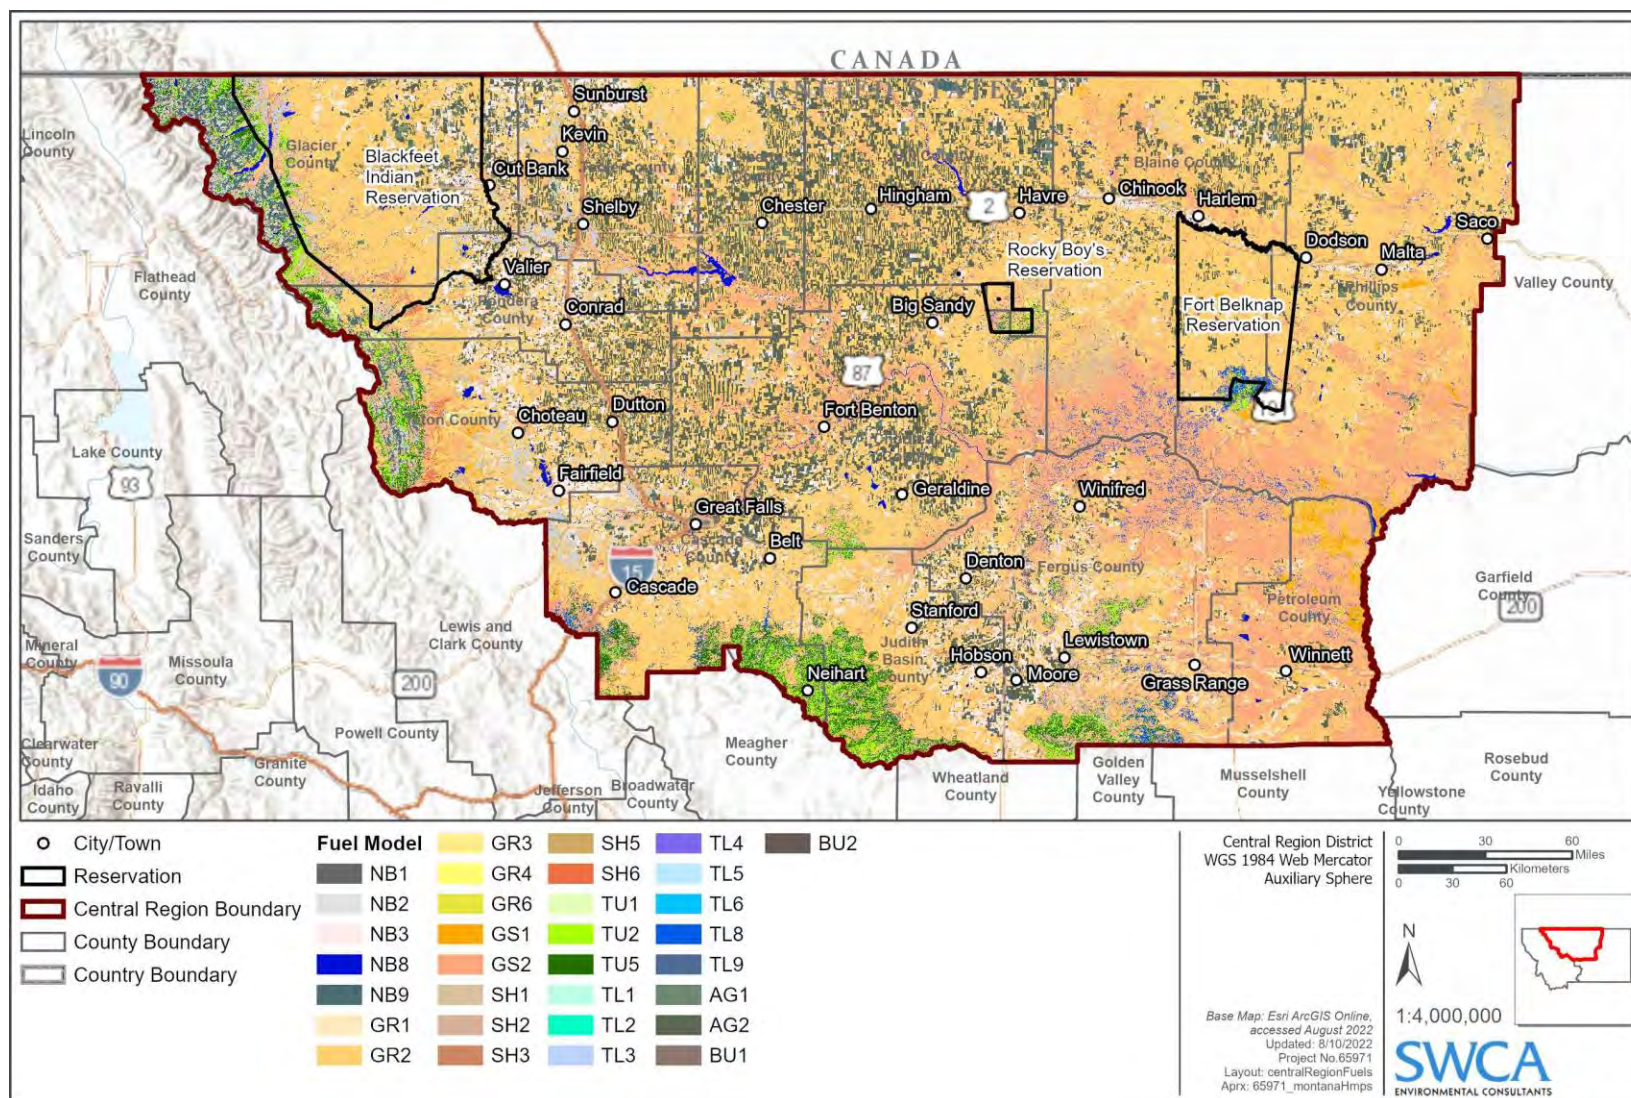 CANADA
UNITED STATES
Sunburst
Lincoln
County
Glacier
County
Kevin
Blackfeet
Indian
Reservation
Cut Bank
Blaine County
Chinook
Harlem
Hingham
Havre
2
Chester
Shelby
Saco
Dodson
Malta
Rocky Boy's
Reservation
Flathead
County
Valier
Pondera
County
Phillips
County
Valley County
Fort Belknap
Reservation
Conrad
Big Sandy
87
191
Choteau
Dutton
Fort Benton
Teton County
Lake County
93
Fairfield
Geraldine
Winifred
Great Falls
Cascade
County
Sanders
County
Belt
15
Denton
Fergus County
Cascade
Garfield
County
200
Petroleum
County
Stanford
Lewis and
Clark County
Mineral
County
Missoula
County
90
200
Judith
Basin
County
Lewistown
Hobson
Moore
Winnett
Grass Range
Neihart
Powell County
Meagher
County
Clearwater
County
Granite
County
Rosebud
County
Wheatland
County
Golden
Valley
County
Musselshell
County
Idaho
County
Ravalli
County
Jefferson
County
Broadwater
County
Yellowstone
County
City/Town
Reservation
Central Region Boundary
County Boundary
Country Boundary
Fuel Model
NB1
NB2
NB3
NB8
NB9
GR1
GR2
GR3
GR4
GR6
GS1
GS2
SH1
SH2
SH3
SH5
SH6
TU1
TU2
TU5
TL1
TL2
TL3
TL4
TL5
TL6
TL8
TL9
AG1
AG2
BU1
BU2
Central Region District
WGS 1984 Web Mercator
Auxiliary Sphere
Base Map: Esri ArcGIS Online,
accessed August 2022
Updated: 8/10/2022
Project No.65971
Layout: centralRegionFuels
Aprx: 65971_montanaHmps
0 30 60
Miles
Kilometers
0 30 60
N
1:4,000,000
SWCA
ENVIRONMENTAL CONSULTANTS